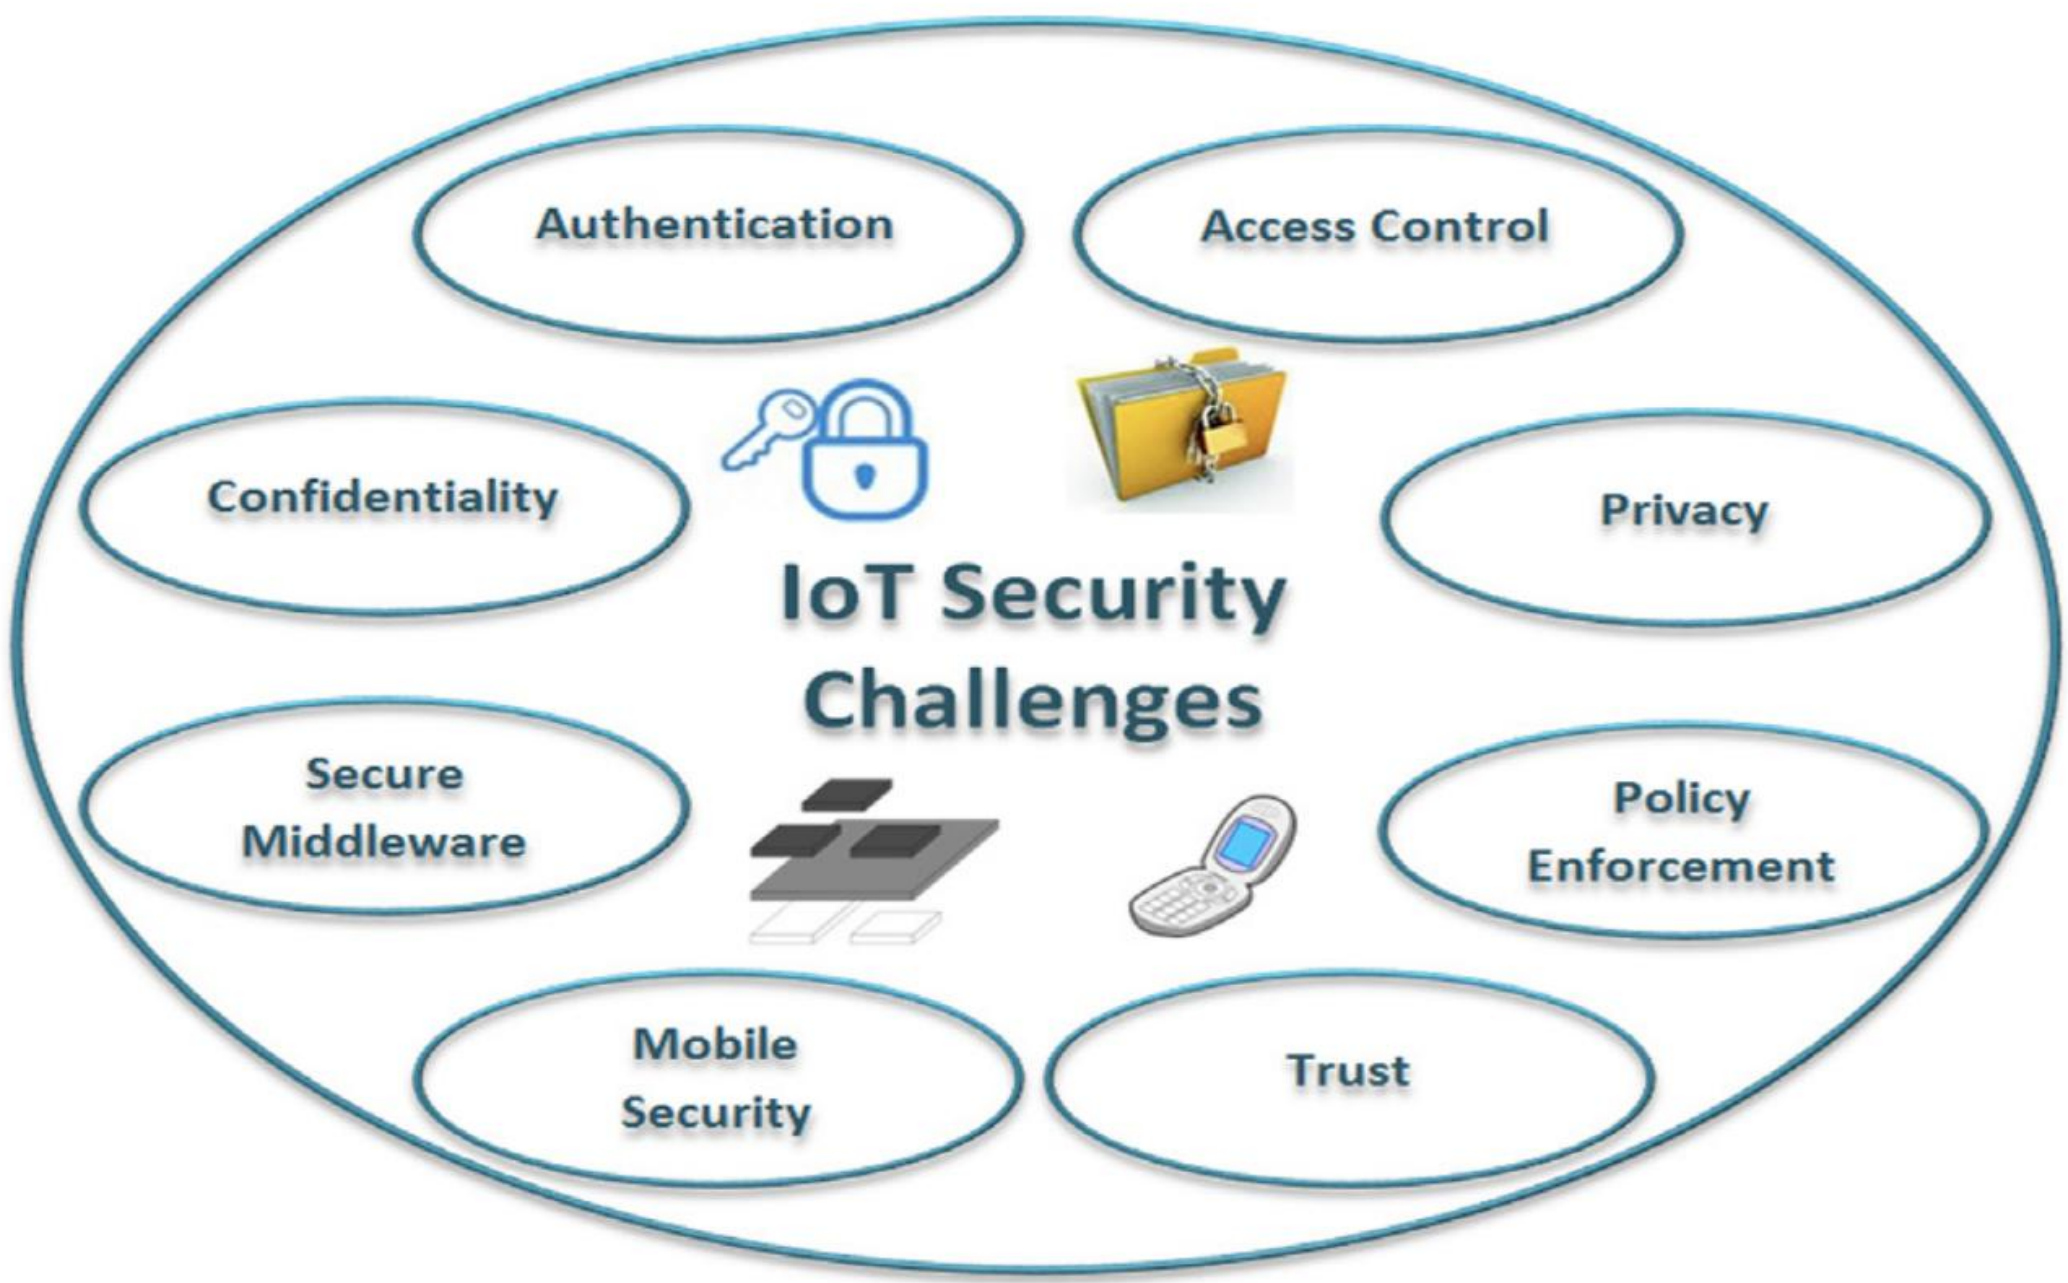 Authentication
Access Control
Confidentiality
Privacy
IoT Security
Challenges
Secure
Middleware
Policy
Enforcement
Mobile
Security
Trust